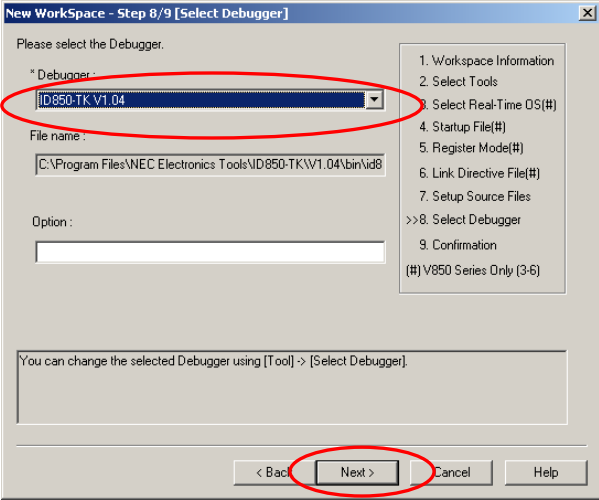 New WorkSpace - Step 8/9 [Select Debugger]
Please select the Debugger.
* Debugger :
ID850-TK V1.04
File name :
C:\Program Files\NEC Electronics Tools\ID850-TK\V1.04\bin\id8
Option :
1. Workspace Information
2. Select Tools
3. Select Real-Time OS(#)
4. Startup File(#)
5. Register Mode(#)
6. Link Directive File(#)
7. Setup Source Files
>>8. Select Debugger
9. Confirmation
(#) V850 Series Only (3-6)
You can change the selected Debugger using [Tool] -> [Select Debugger].
< Back
Next >
Cancel
Help